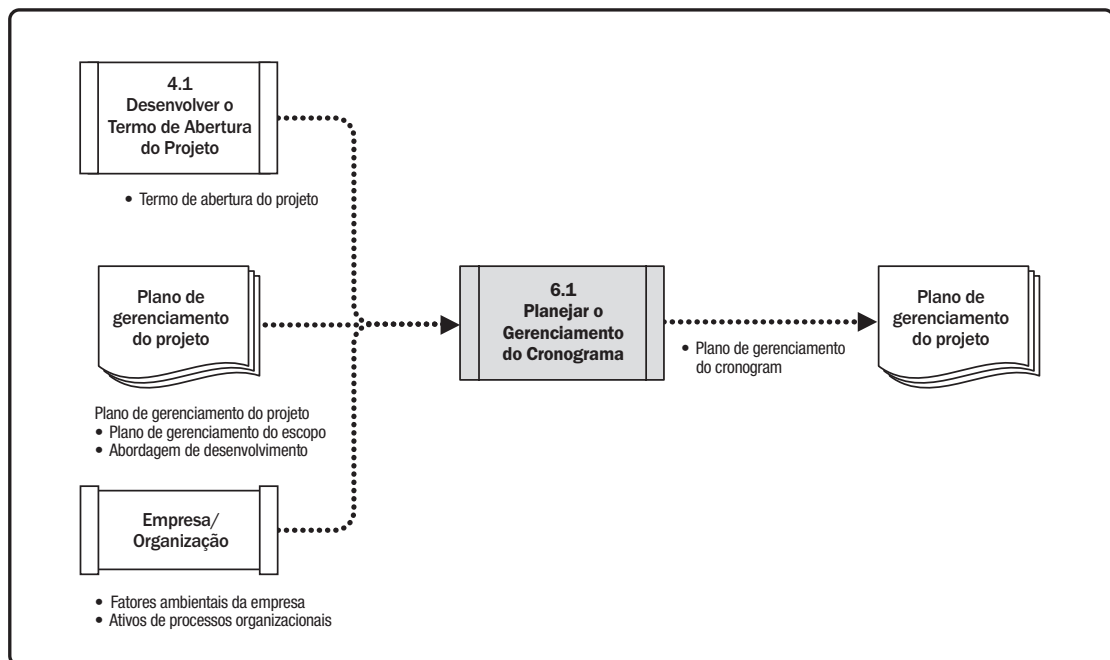 4.1
Desenvolver o
Termo de Abertura
do Projeto
• Termo de abertura do projeto
Plano de
gerenciamento
do projeto
Plano de gerenciamento do projeto
• Plano de gerenciamento do escopo
• Abordagem de desenvolvimento
Empresa/
Organização
• Fatores ambientais da empresa
• Ativos de processos organizacionais
6.1
Planejar o
Gerenciamento
do Cronograma
• Plano de gerenciamento
do cronogram
Plano de
gerenciamento
do projeto